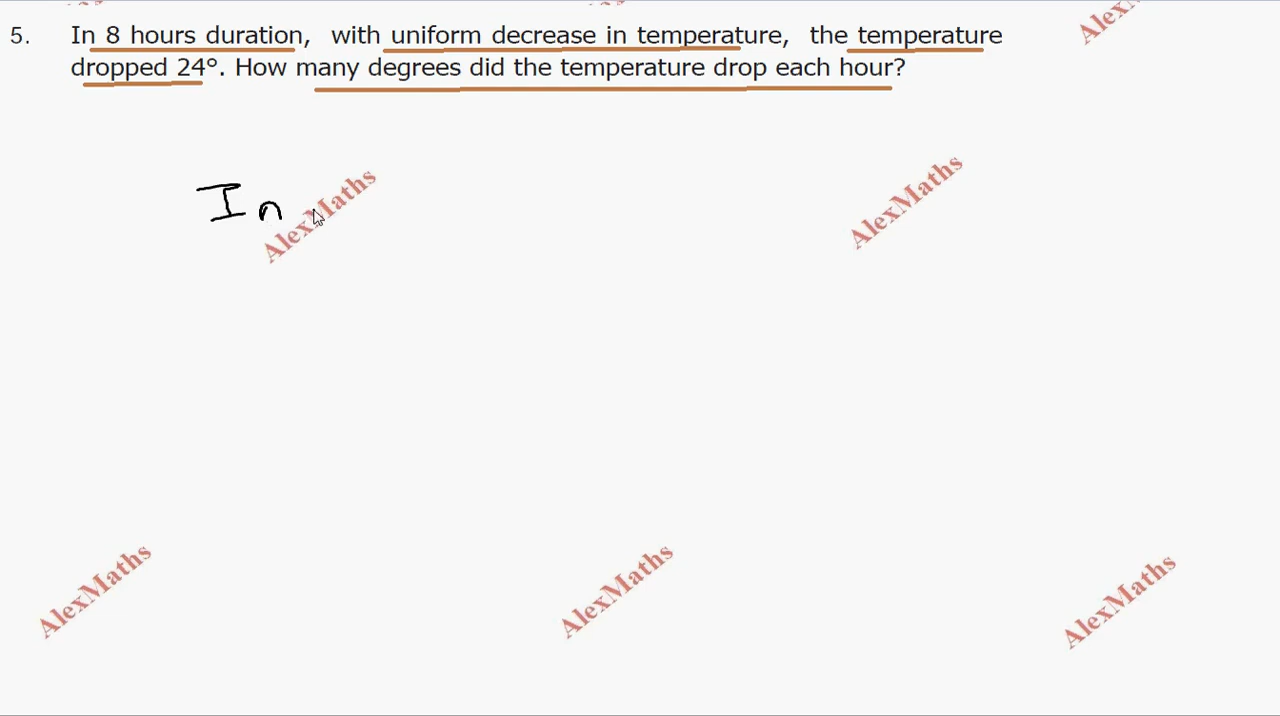 AlexMaths
5. In 8 hours duration, with uniform decrease in temperature, the temperature
dropped 24°. How many degrees did the temperature drop each hour?
In
AlexMaths
AlexMaths
AlexMaths
AlexMaths
AlexMaths